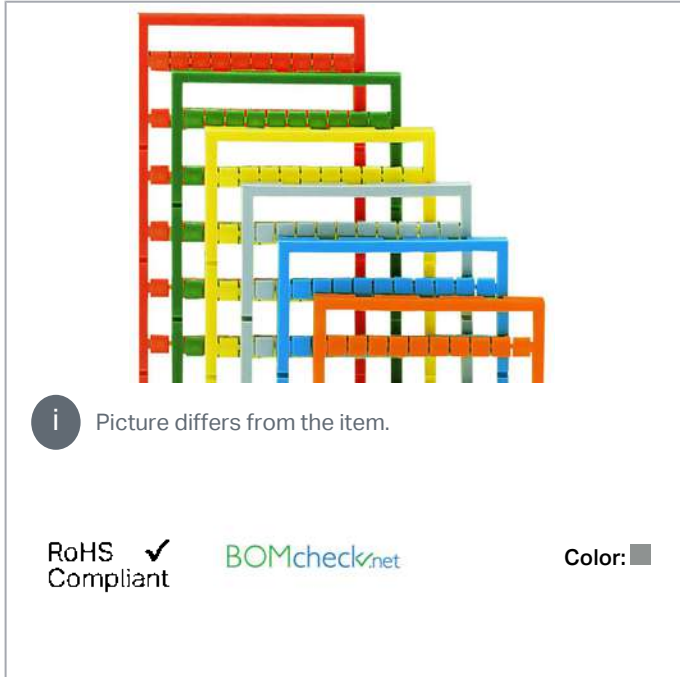 i Picture differs from the item.
RoHS ✓
Compliant
BOMcheck.net
Color: